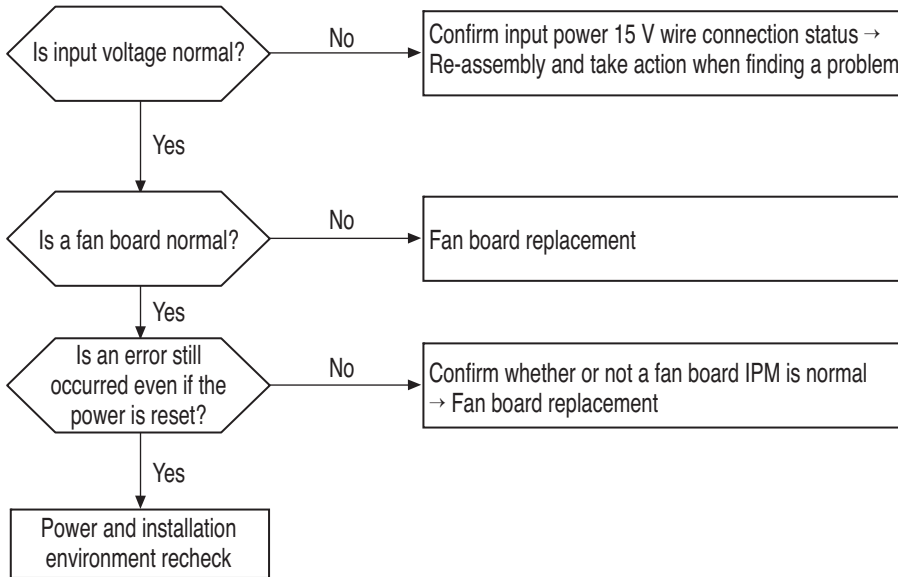 Is input voltage normal?
No
Confirm input power 15 V wire connection status →
Re-assembly and take action when finding a problem
Yes
Is a fan board normal?
No
Fan board replacement
Yes
Is an error still
occurred even if the
power is reset?
No
Confirm whether or not a fan board IPM is normal
→ Fan board replacement
Yes
Power and installation
environment recheck